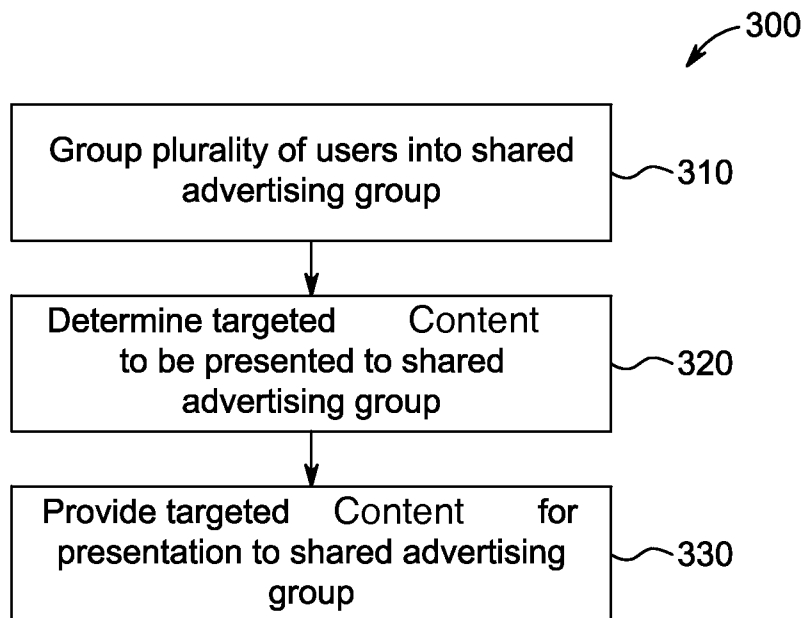 300
Group plurality of users into shared
advertising group
310
Determine targeted Content
to be presented to shared
advertising group
320
Provide targeted Content for
presentation to shared advertising
group
330